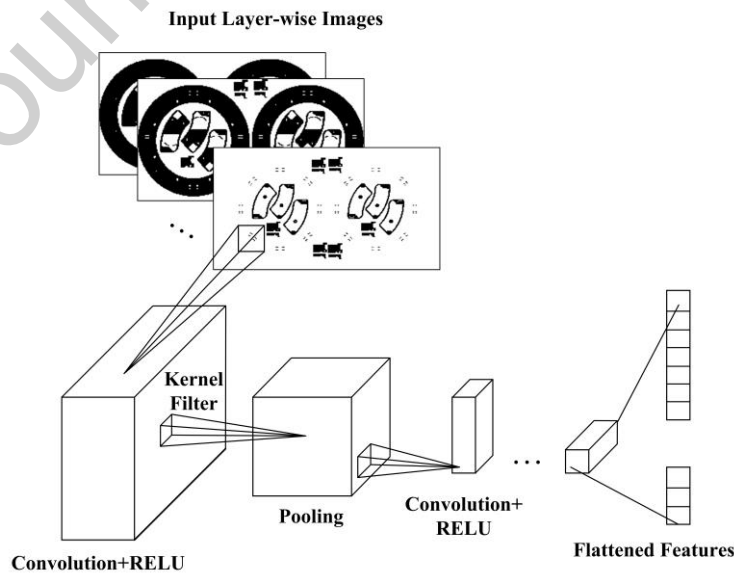 Input Layer-wise Images
. . .
Kernel
Filter
. . .
Pooling
Convolution+
RELU
Convolution+RELU
Flattened Features